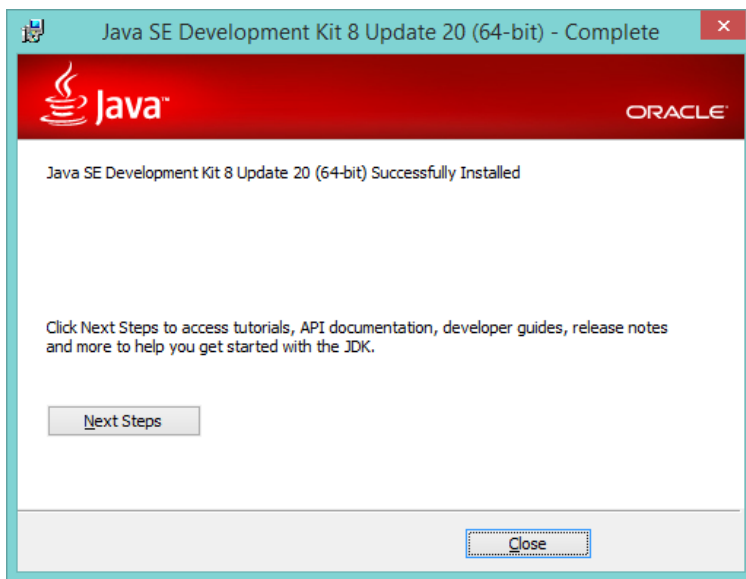 Java SE Development Kit 8 Update 20 (64-bit) - Complete
Java™
ORACLE
Java SE Development Kit 8 Update 20 (64-bit) Successfully Installed
Click Next Steps to access tutorials, API documentation, developer guides, release notes
and more to help you get started with the JDK.
Next Steps
Close